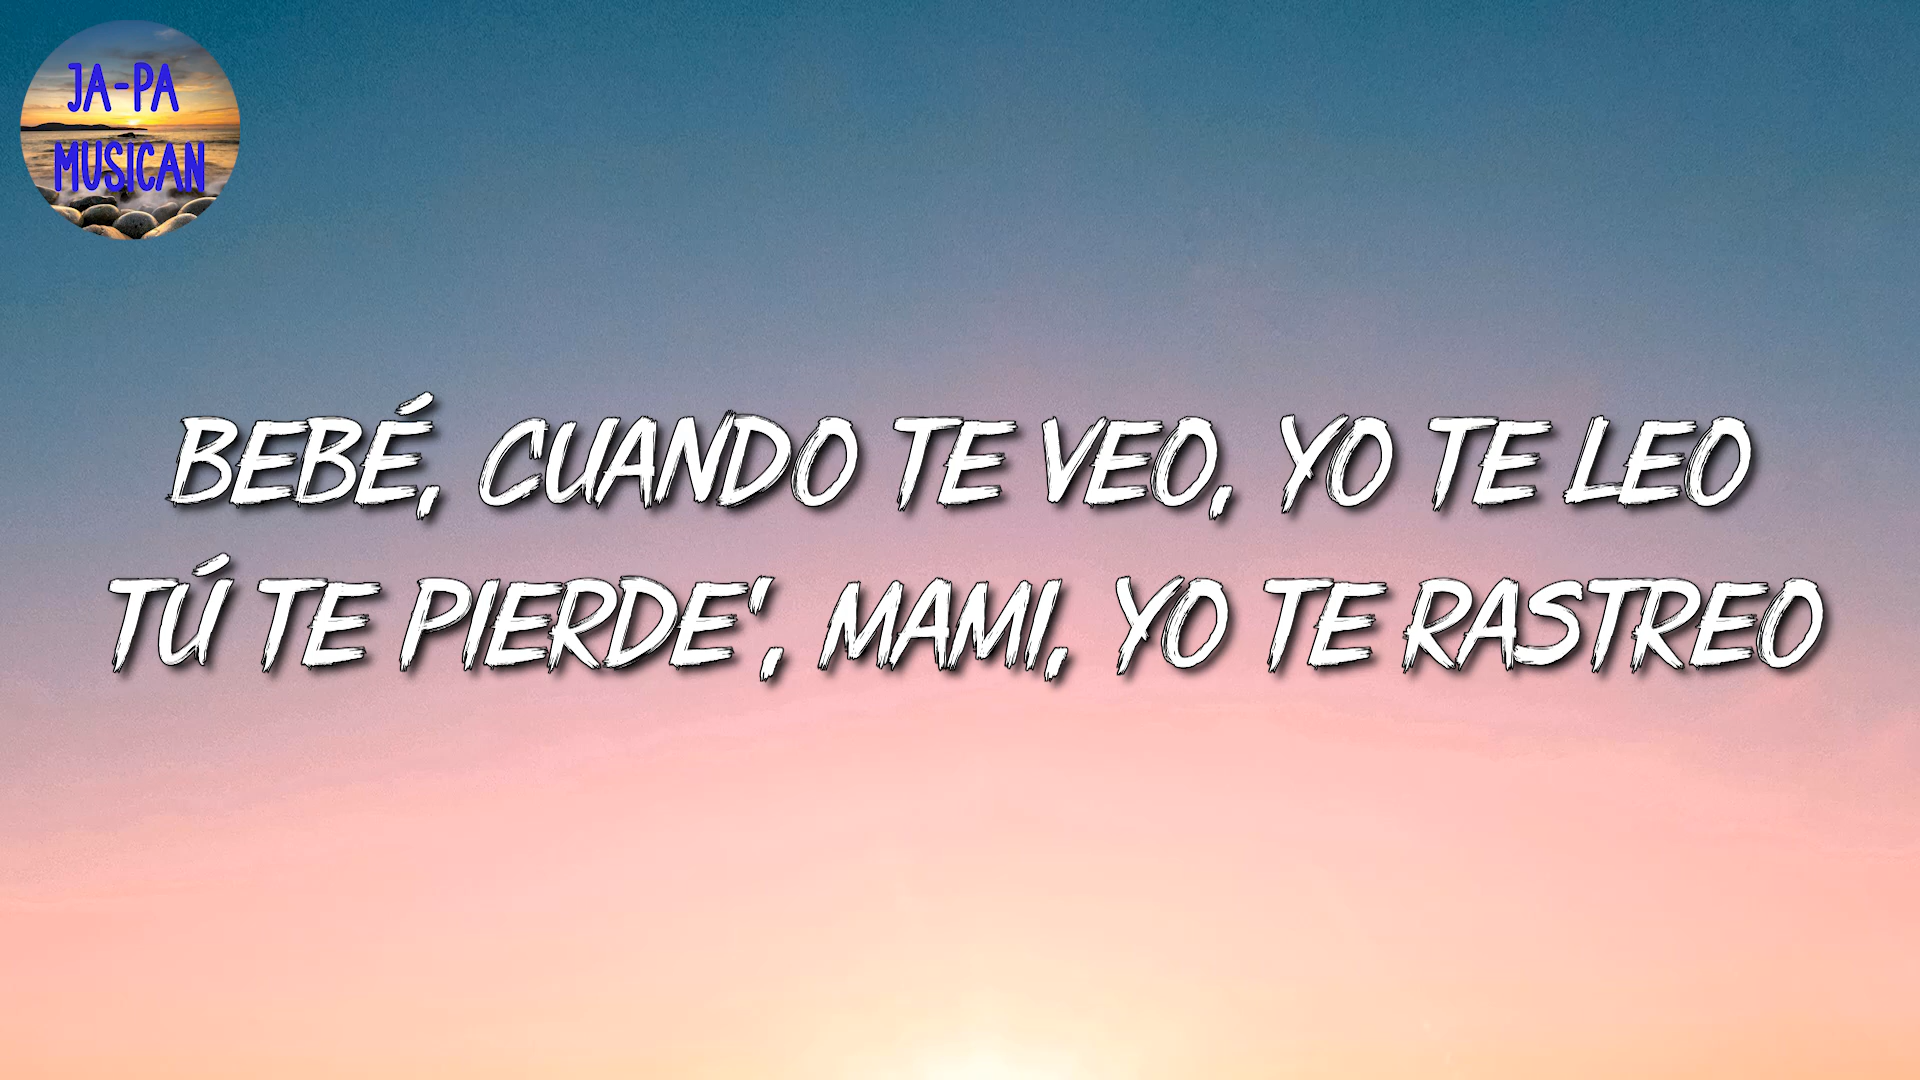 JA-PA
MUSICAN
BEBÉ, CUANDO TE VEO, YO TE LEO
TÚ TE PIERDE', MAMI, YO TE RASTREO